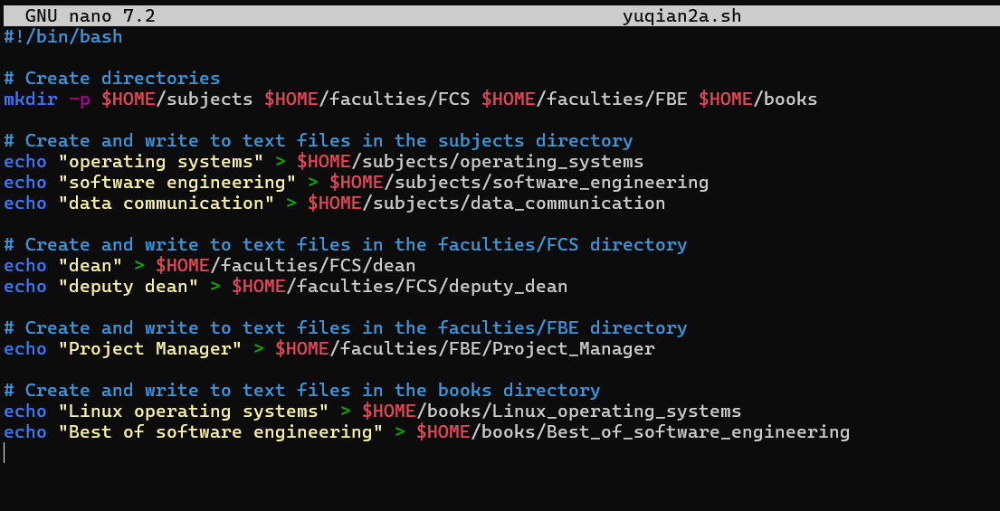 GNU nano 7.2 yuqian2a.sh
#!/bin/bash
# Create directories
mkdir -p $HOME/subjects $HOME/faculties/FCS $HOME/faculties/FBE $HOME/books
# Create and write to text files in the subjects directory
echo "operating systems" > $HOME/subjects/operating_systems
echo "software engineering" > $HOME/subjects/software_engineering
echo "data communication" > $HOME/subjects/data_communication
# Create and write to text files in the faculties/FCS directory
echo "dean" > $HOME/faculties/FCS/dean
echo "deputy dean" > $HOME/faculties/FCS/deputy_dean
# Create and write to text files in the faculties/FBE directory
echo "Project Manager" > $HOME/faculties/FBE/Project_Manager
# Create and write to text files in the books directory
echo "Linux operating systems" > $HOME/books/Linux_operating_systems
echo "Best of software engineering" > $HOME/books/Best_of_software_engineering